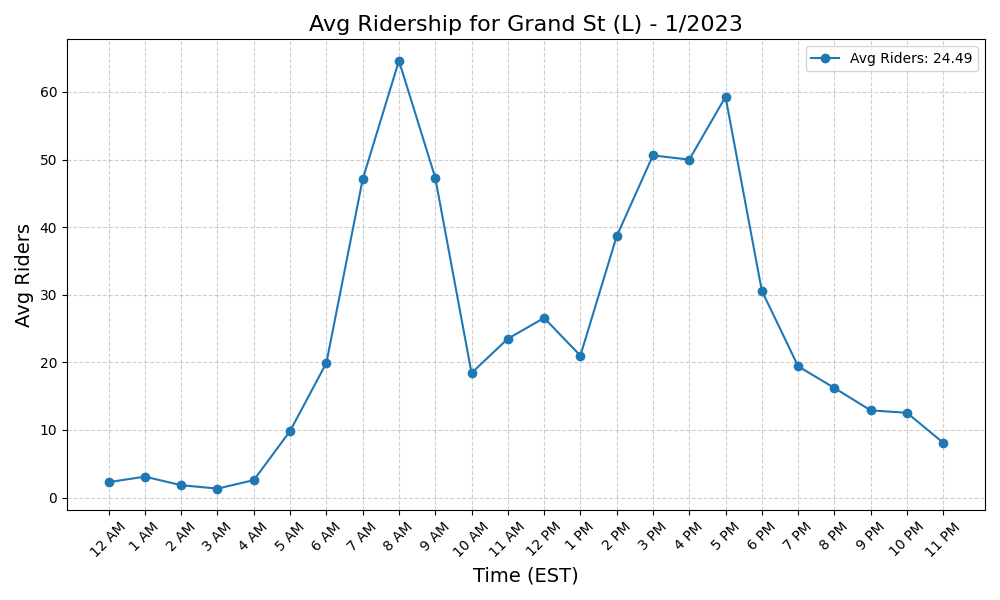 Avg Ridership for Grand St (L) - 1/2023
Avg Riders: 24.49
Avg Riders
60
50
40
30
20
10
0
12 AM
1 AM
2 AM
3 AM
4 AM
5 AM
6 AM
7 AM
8 AM
9 AM
10 AM
11 AM
12 PM
1 PM
2 PM
3 PM
4 PM
5 PM
6 PM
7 PM
8 PM
9 PM
10 PM
11 PM
Time (EST)